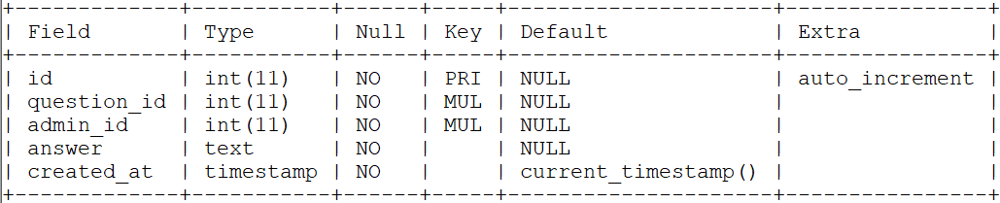 +-------------+-----------+------+-----+---------------------+----------------+
| Field       | Type      | Null | Key | Default             | Extra          |
+-------------+-----------+------+-----+---------------------+----------------+
| id          | int(11)   | NO   | PRI | NULL                | auto_increment |
| question_id | int(11)   | NO   | MUL | NULL                |                |
| admin_id    | int(11)   | NO   | MUL | NULL                |                |
| answer      | text      | NO   |     | NULL                |                |
| created_at  | timestamp | NO   |     | current_timestamp() |                |
+-------------+-----------+------+-----+---------------------+----------------+